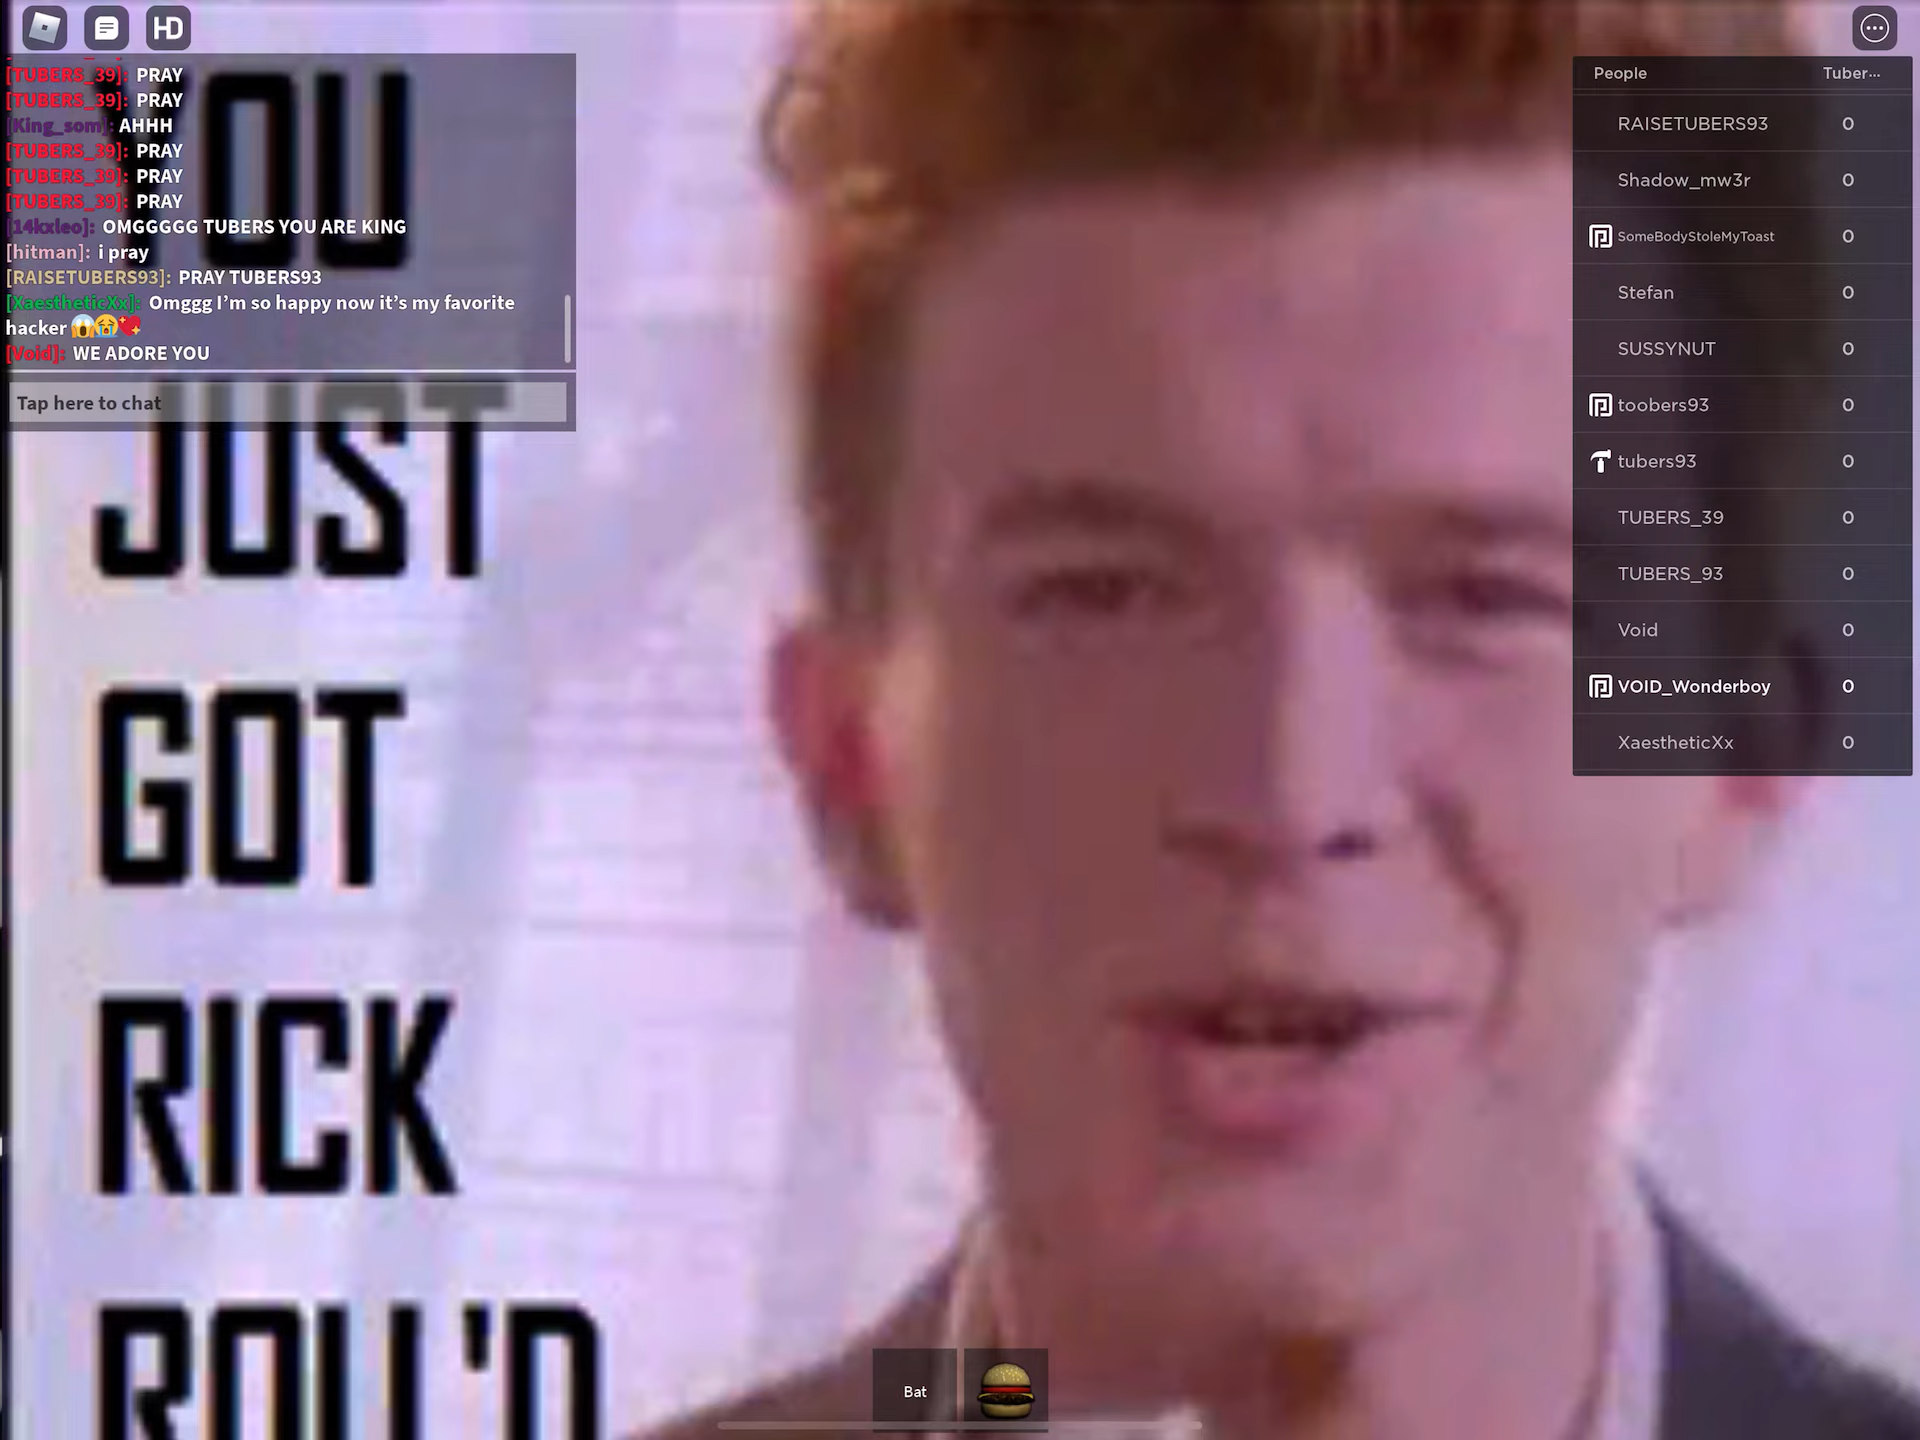 HD
[TUBERS_39]: PRAY
[TUBERS_39]: PRAY
[King_som]: AHHH
[TUBERS_39]: PRAY
[TUBERS_39]: PRAY
[TUBERS_39]: PRAY
[14kxleo]: OMGGGGG TUBERS YOU ARE KING
[hitman]: i pray
[RAISETUBERS93]: PRAY TUBERS93
[XaestheticXx]: Omggg I’m so happy now it’s my favorite
hacker 😱😭💖
[Void]: WE ADORE YOU
Tap here to chat
YOU
JUST
GOT
RICK
ROLL'D
People Tuber...
RAISETUBERS93 0
Shadow_mw3r 0
SomeBodyStoleMyToast 0
Stefan 0
SUSSYNUT 0
toobers93 0
tubers93 0
TUBERS_39 0
TUBERS_93 0
Void 0
VOID_Wonderboy 0
XaestheticXx 0
Bat